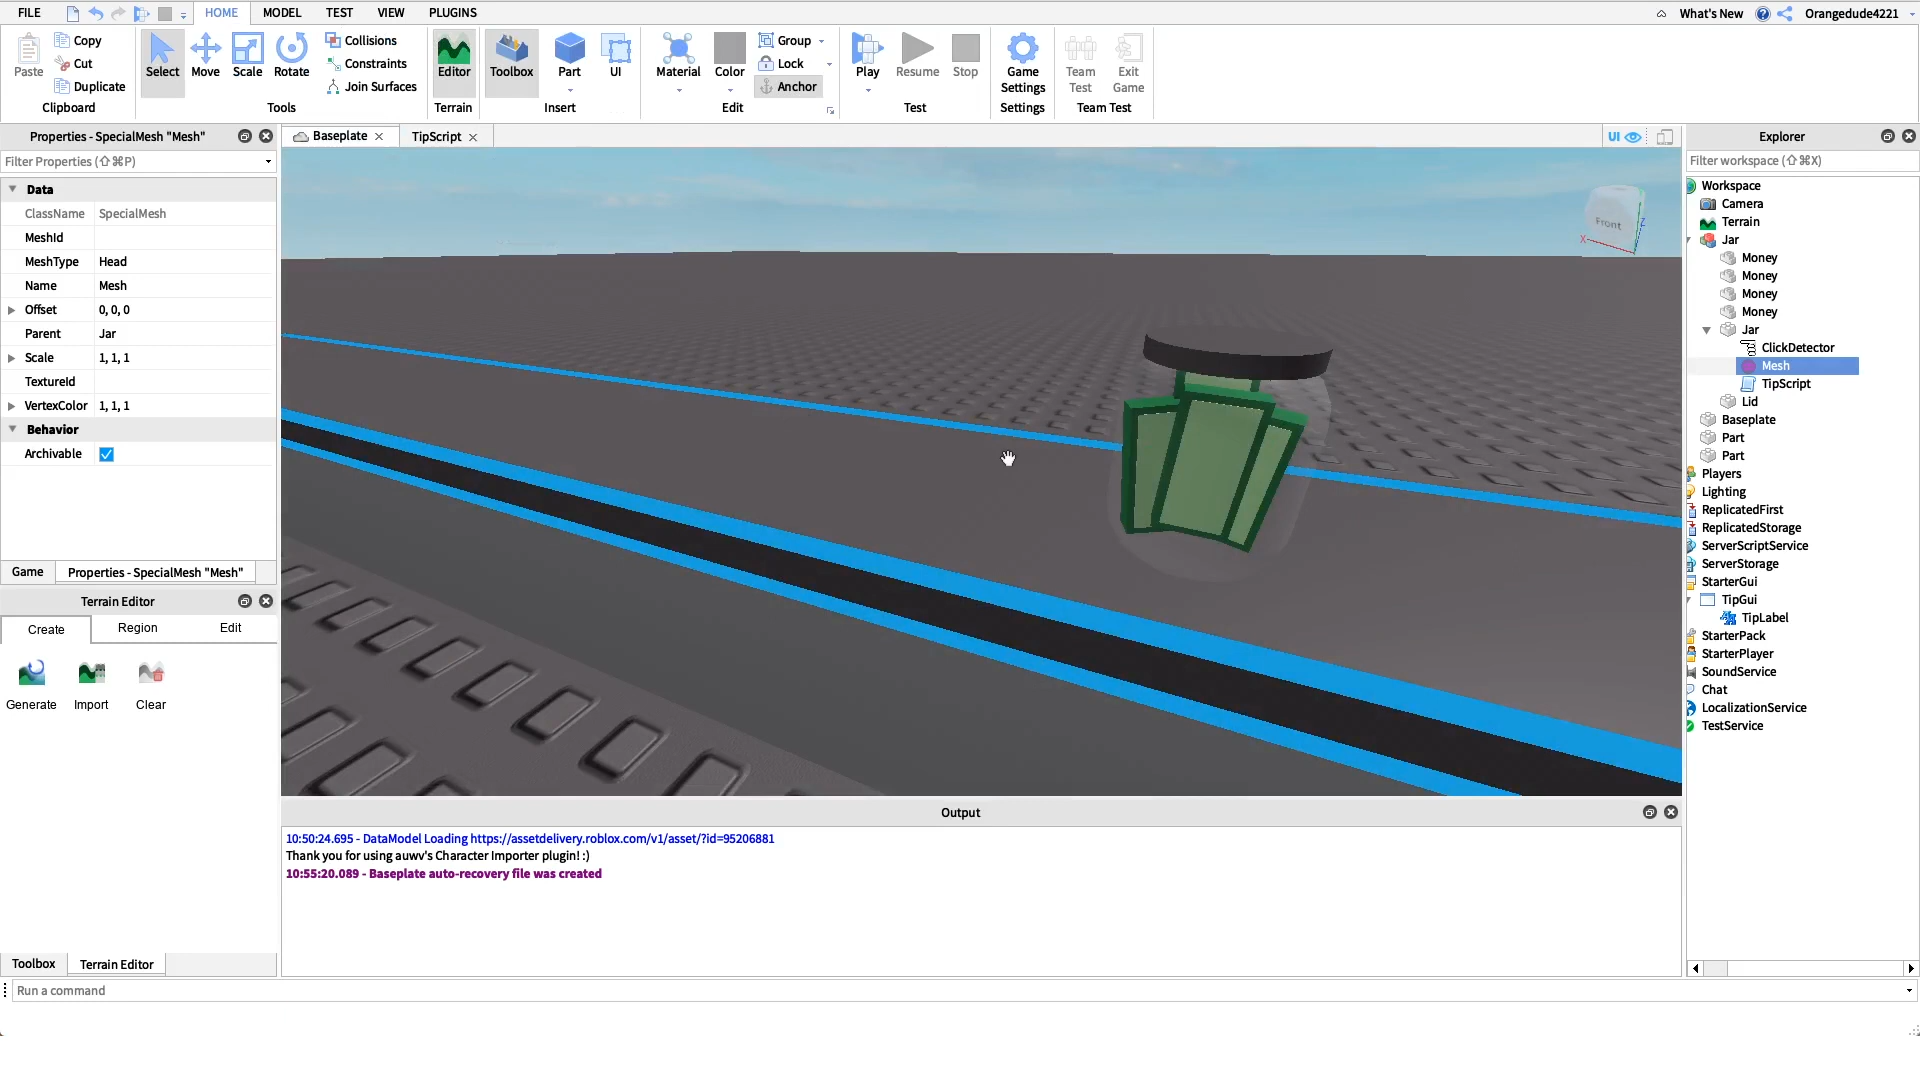 FILE HOME MODEL TEST VIEW PLUGINS What's New Orangedude4221
Paste Copy Cut Duplicate Clipboard
Select Move Scale Rotate Collisions Constraints Join Surfaces Tools
Editor Terrain
Toolbox Part UI Insert
Material Color Group Lock Anchor Edit
Play Resume Stop Test
Game Settings Settings
Team Test Exit Game Team Test
Properties - SpecialMesh "Mesh"
Filter Properties (⇧⌘P)
Data
ClassName SpecialMesh
MeshId
MeshType Head
Name Mesh
Offset 0, 0, 0
Parent Jar
Scale 1, 1, 1
TextureId
VertexColor 1, 1, 1
Behavior
Archivable
Game Properties - SpecialMesh "Mesh"
Terrain Editor
Create Region Edit
Generate Import Clear
Toolbox Terrain Editor
Baseplate TipScript UI
Front
X Z
Output
10:50:24.695 - DataModel Loading https://assetdelivery.roblox.com/v1/asset/?id=95206881
Thank you for using auwv's Character Importer plugin! :)
10:55:20.089 - Baseplate auto-recovery file was created
Explorer
Filter workspace (⇧⌘X)
Workspace
Camera
Terrain
Jar
Money
Money
Money
Money
Jar
ClickDetector
Mesh
TipScript
Lid
Baseplate
Part
Part
Players
Lighting
ReplicatedFirst
ReplicatedStorage
ServerScriptService
ServerStorage
StarterGui
TipGui
TipLabel
StarterPack
StarterPlayer
SoundService
Chat
LocalizationService
TestService
Run a command